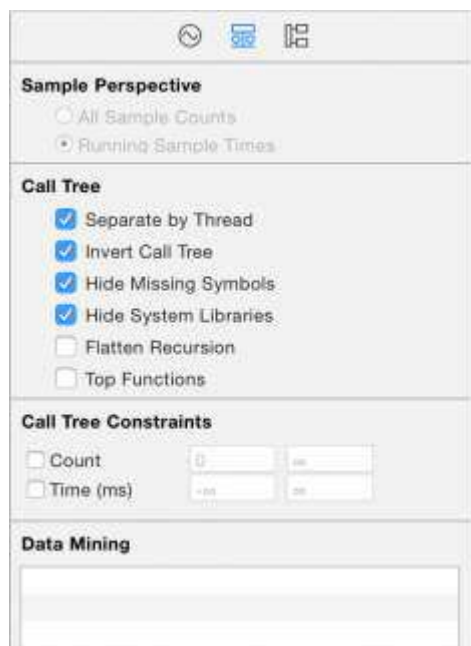 Sample Perspective
All Sample Counts
Running Sample Times
Call Tree
Separate by Thread
Invert Call Tree
Hide Missing Symbols
Hide System Libraries
Flatten Recursion
Top Functions
Call Tree Constraints
Count 0 ∞
Time (ms) -∞ ∞
Data Mining